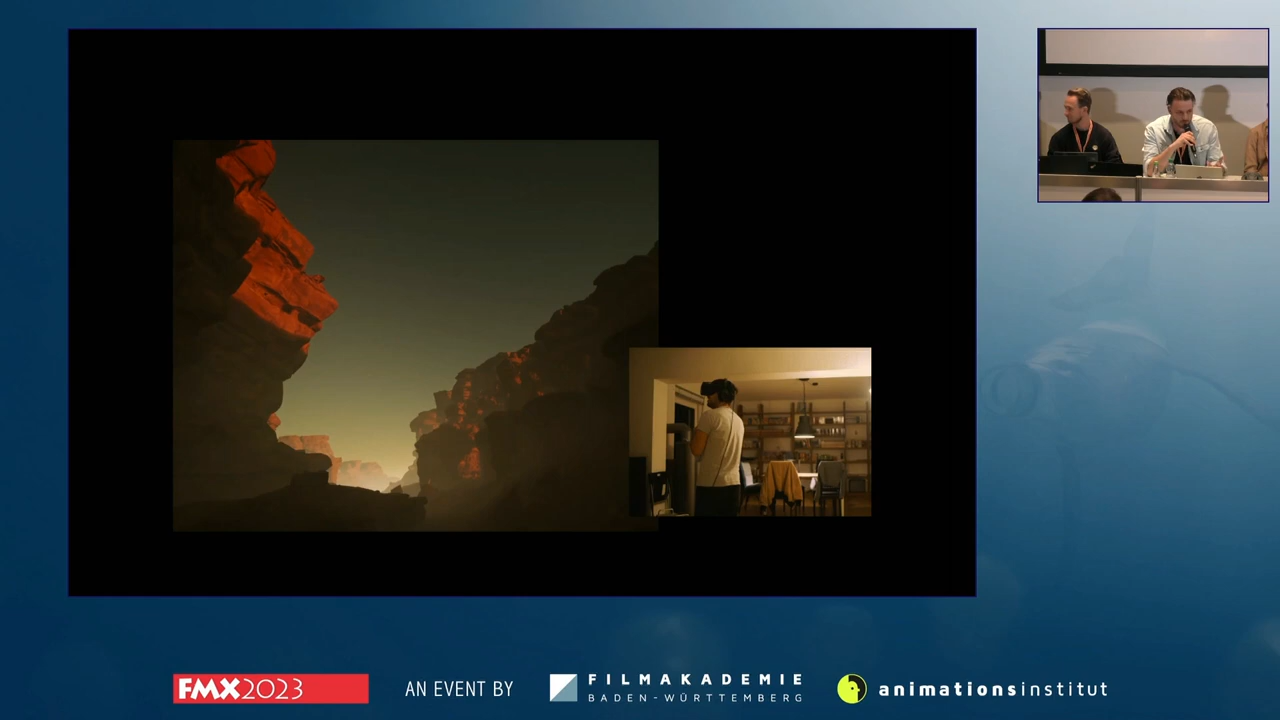 FMX2023
AN EVENT BY
FILMAKADEMIE
BADEN-WÜRTTEMBERG
animationsinstitut